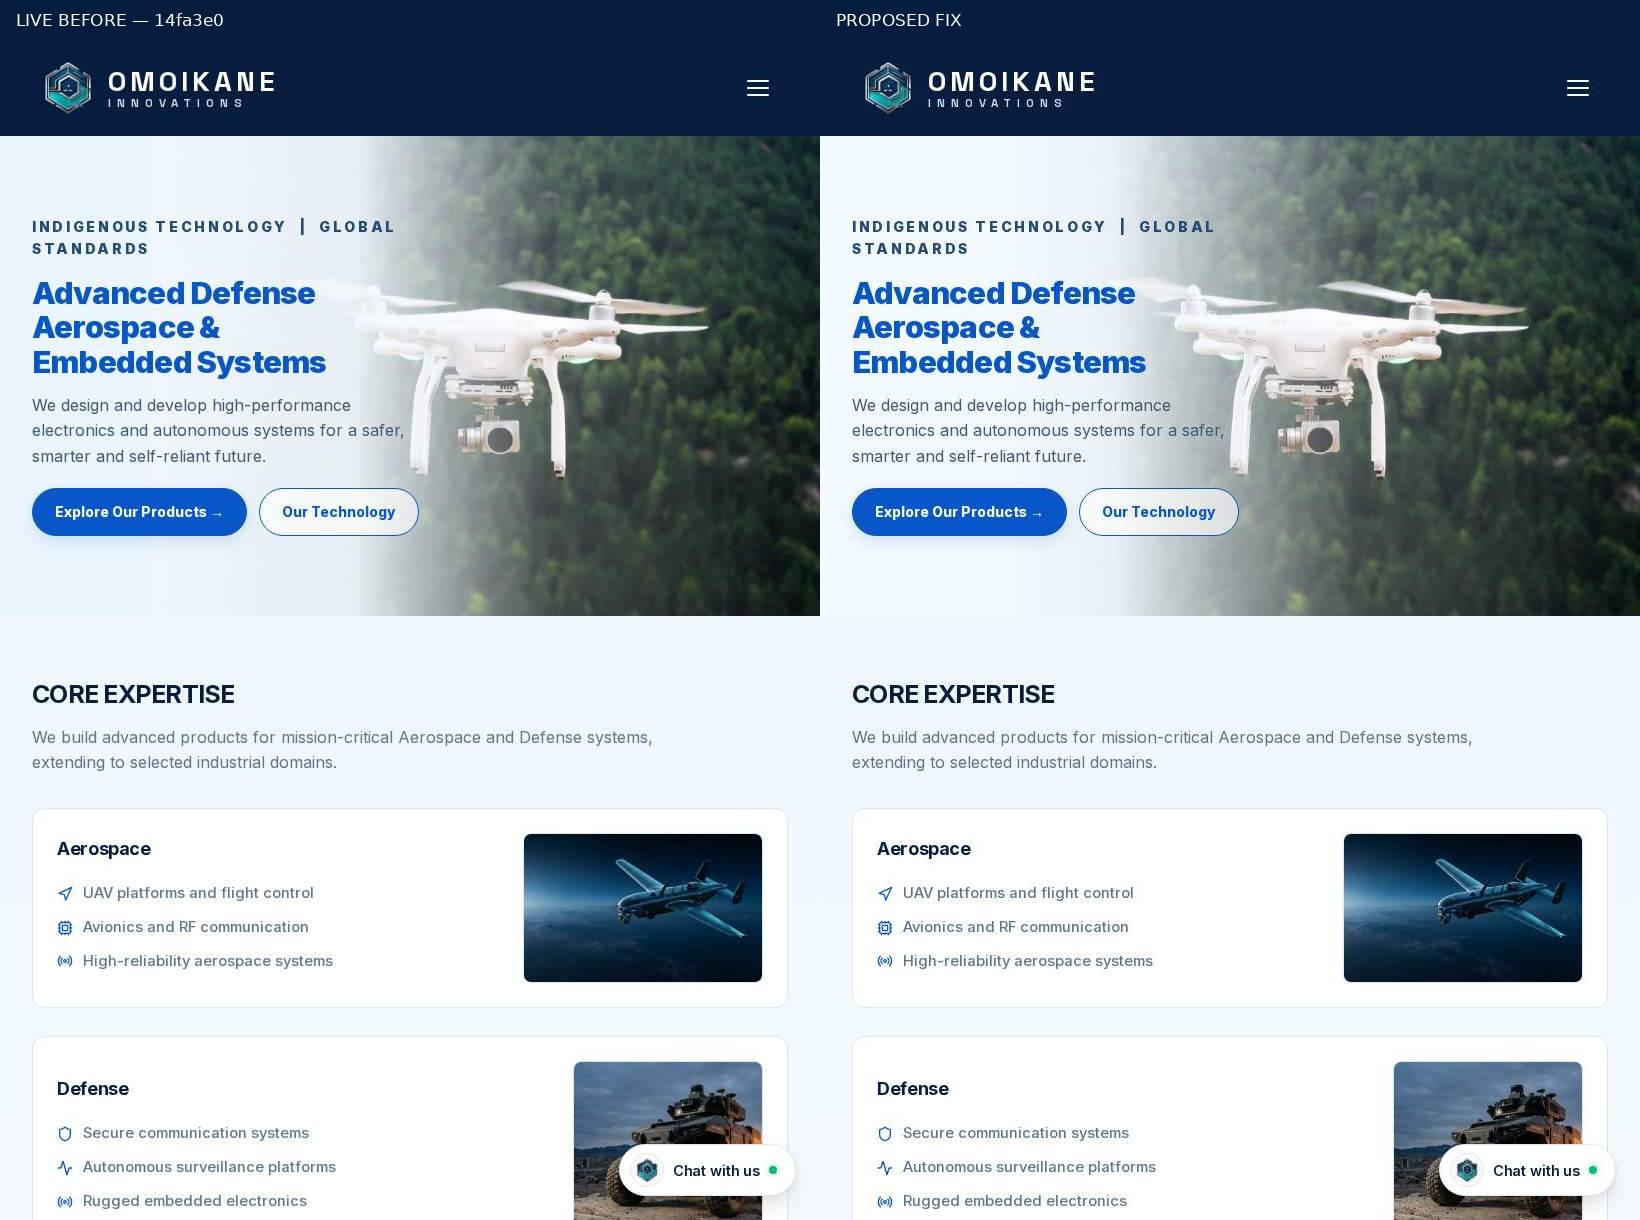 LIVE BEFORE — 14fa3e0
OMOIKANE
INNOVATIONS
INDIGENOUS TECHNOLOGY | GLOBAL
STANDARDS
Advanced Defense
Aerospace &
Embedded Systems
We design and develop high-performance
electronics and autonomous systems for a safer,
smarter and self-reliant future.
Explore Our Products →
Our Technology
CORE EXPERTISE
We build advanced products for mission-critical Aerospace and Defense systems,
extending to selected industrial domains.
Aerospace
UAV platforms and flight control
Avionics and RF communication
High-reliability aerospace systems
Defense
Secure communication systems
Autonomous surveillance platforms
Rugged embedded electronics
Chat with us
PROPOSED FIX
OMOIKANE
INNOVATIONS
INDIGENOUS TECHNOLOGY | GLOBAL
STANDARDS
Advanced Defense
Aerospace &
Embedded Systems
We design and develop high-performance
electronics and autonomous systems for a safer,
smarter and self-reliant future.
Explore Our Products →
Our Technology
CORE EXPERTISE
We build advanced products for mission-critical Aerospace and Defense systems,
extending to selected industrial domains.
Aerospace
UAV platforms and flight control
Avionics and RF communication
High-reliability aerospace systems
Defense
Secure communication systems
Autonomous surveillance platforms
Rugged embedded electronics
Chat with us